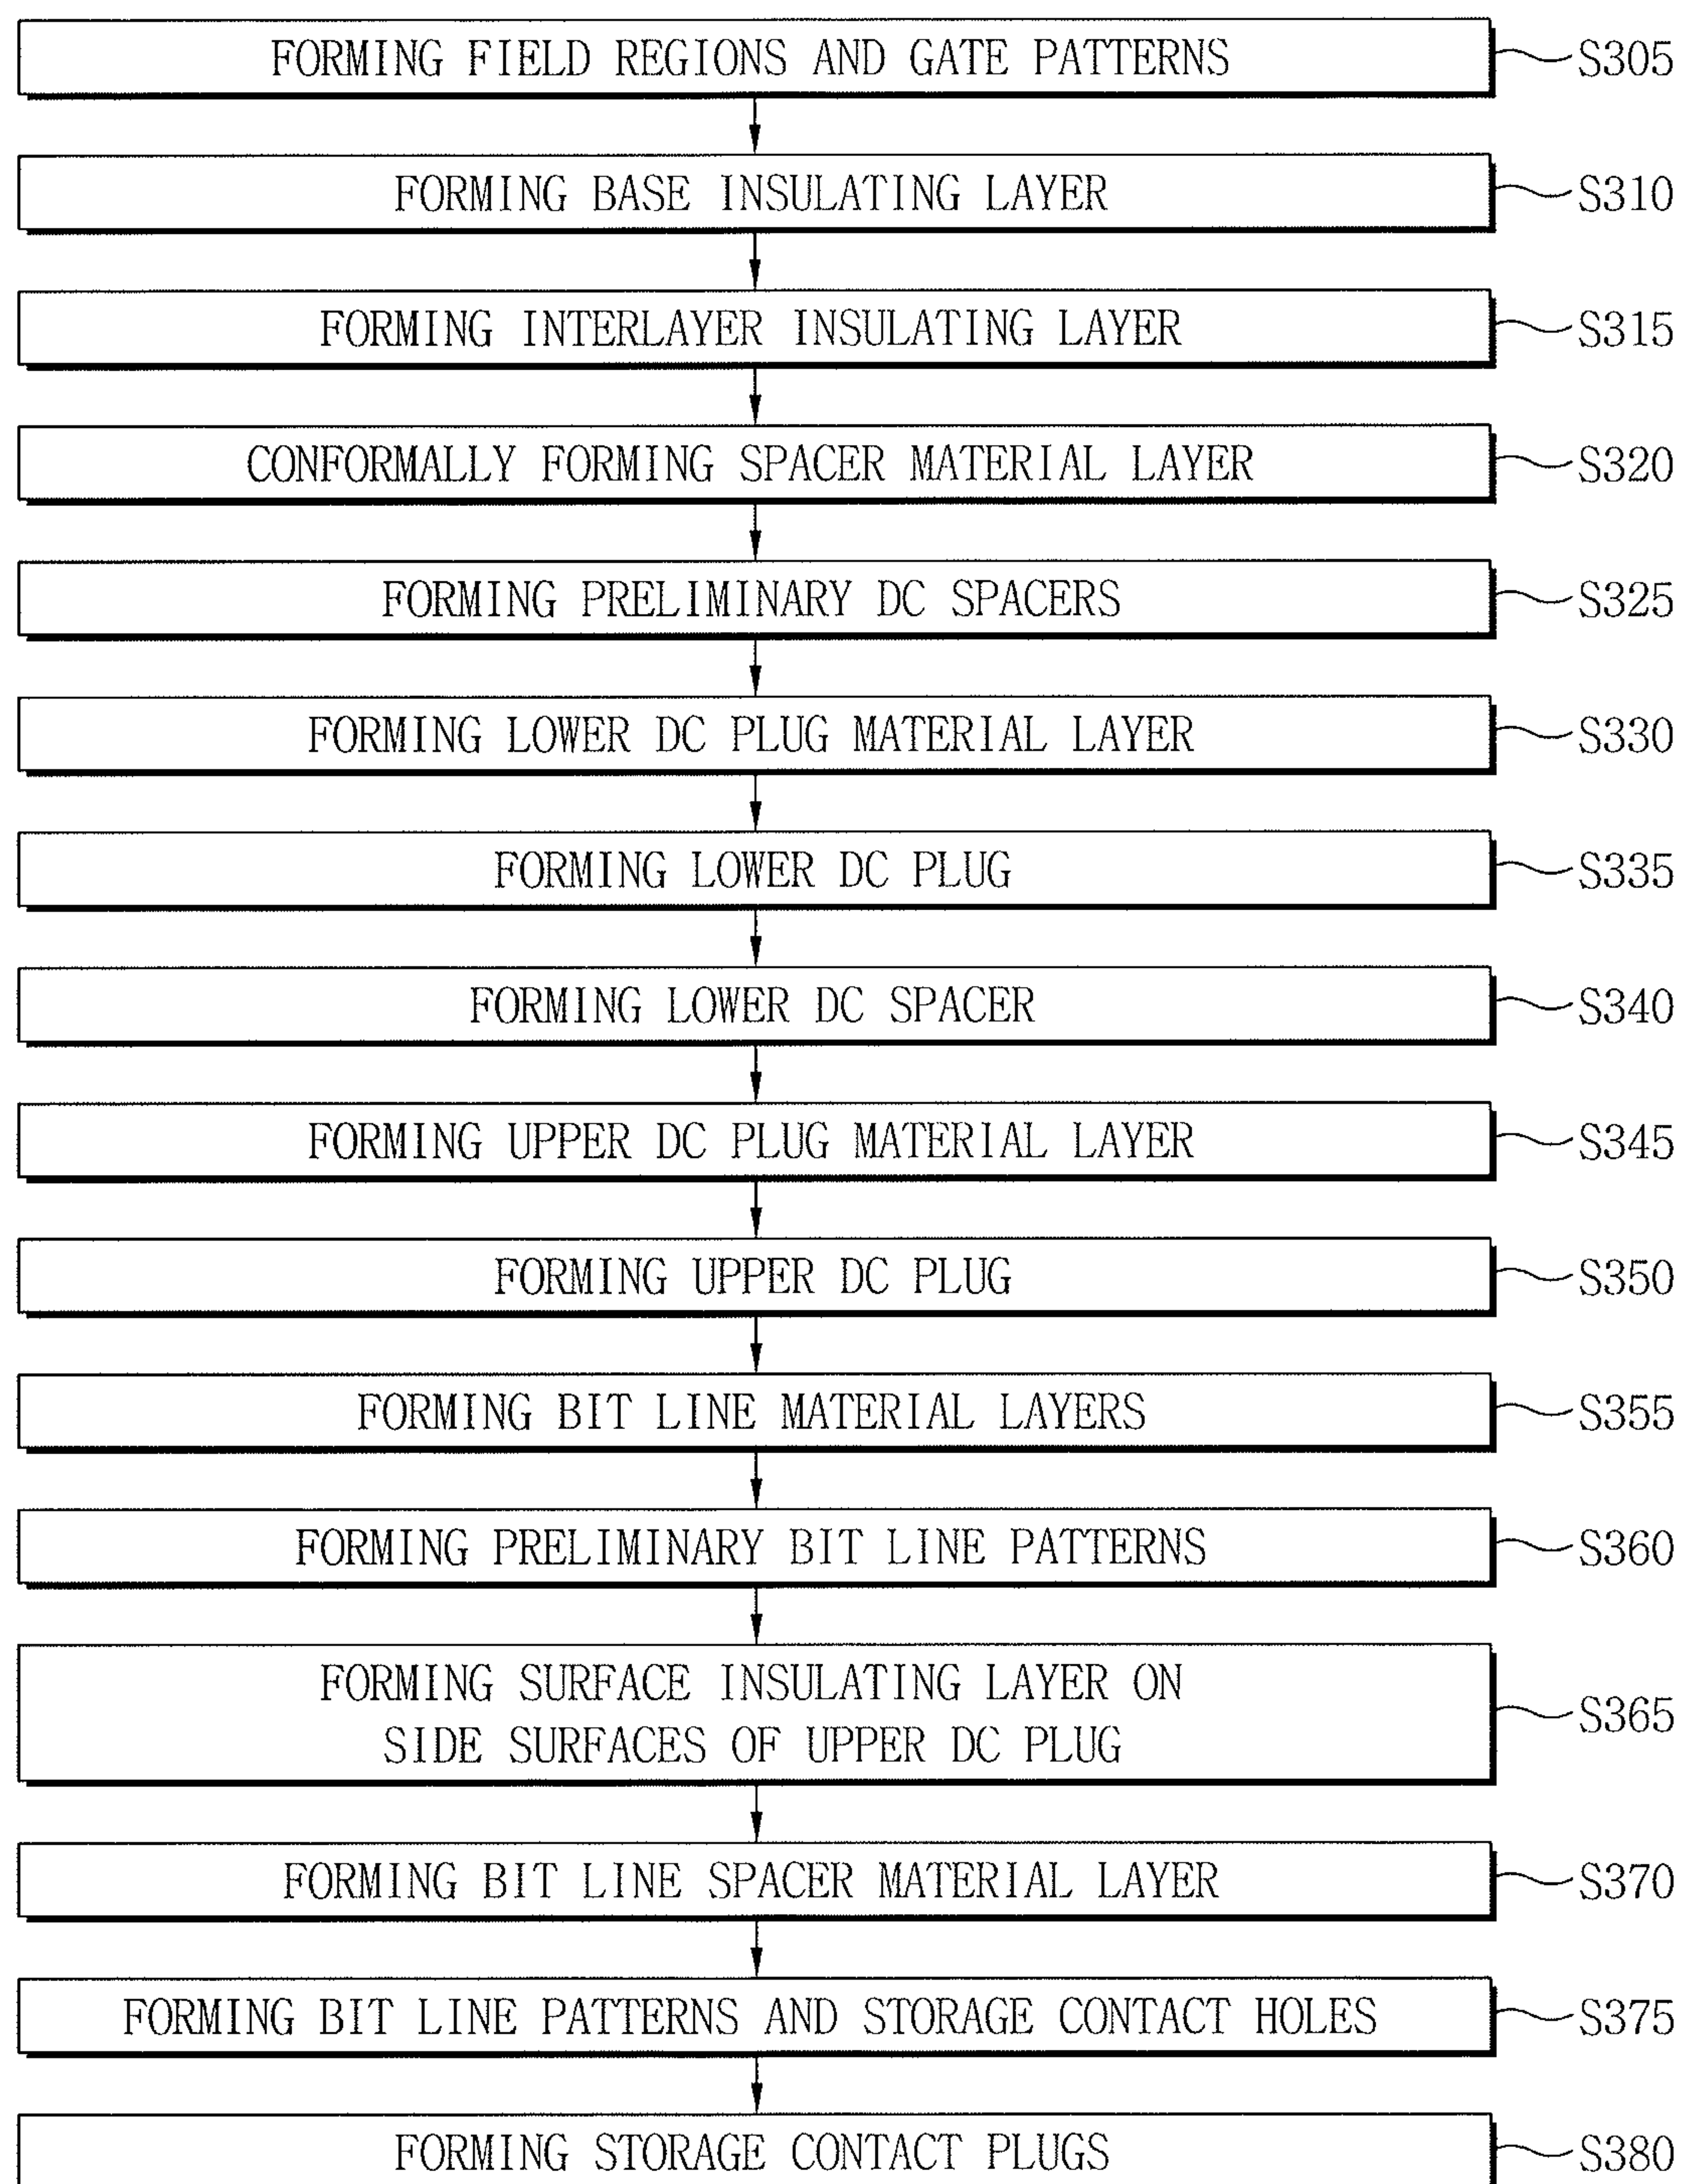 FORMING FIELD REGIONS AND GATE PATTERNS S305
FORMING BASE INSULATING LAYER S310
FORMING INTERLAYER INSULATING LAYER S315
CONFORMALLY FORMING SPACER MATERIAL LAYER S320
FORMING PRELIMINARY DC SPACERS S325
FORMING LOWER DC PLUG MATERIAL LAYER S330
FORMING LOWER DC PLUG S335
FORMING LOWER DC SPACER S340
FORMING UPPER DC PLUG MATERIAL LAYER S345
FORMING UPPER DC PLUG S350
FORMING BIT LINE MATERIAL LAYERS S355
FORMING PRELIMINARY BIT LINE PATTERNS S360
FORMING SURFACE INSULATING LAYER ON
SIDE SURFACES OF UPPER DC PLUG
S365
FORMING BIT LINE SPACER MATERIAL LAYER S370
FORMING BIT LINE PATTERNS AND STORAGE CONTACT HOLES S375
FORMING STORAGE CONTACT PLUGS S380